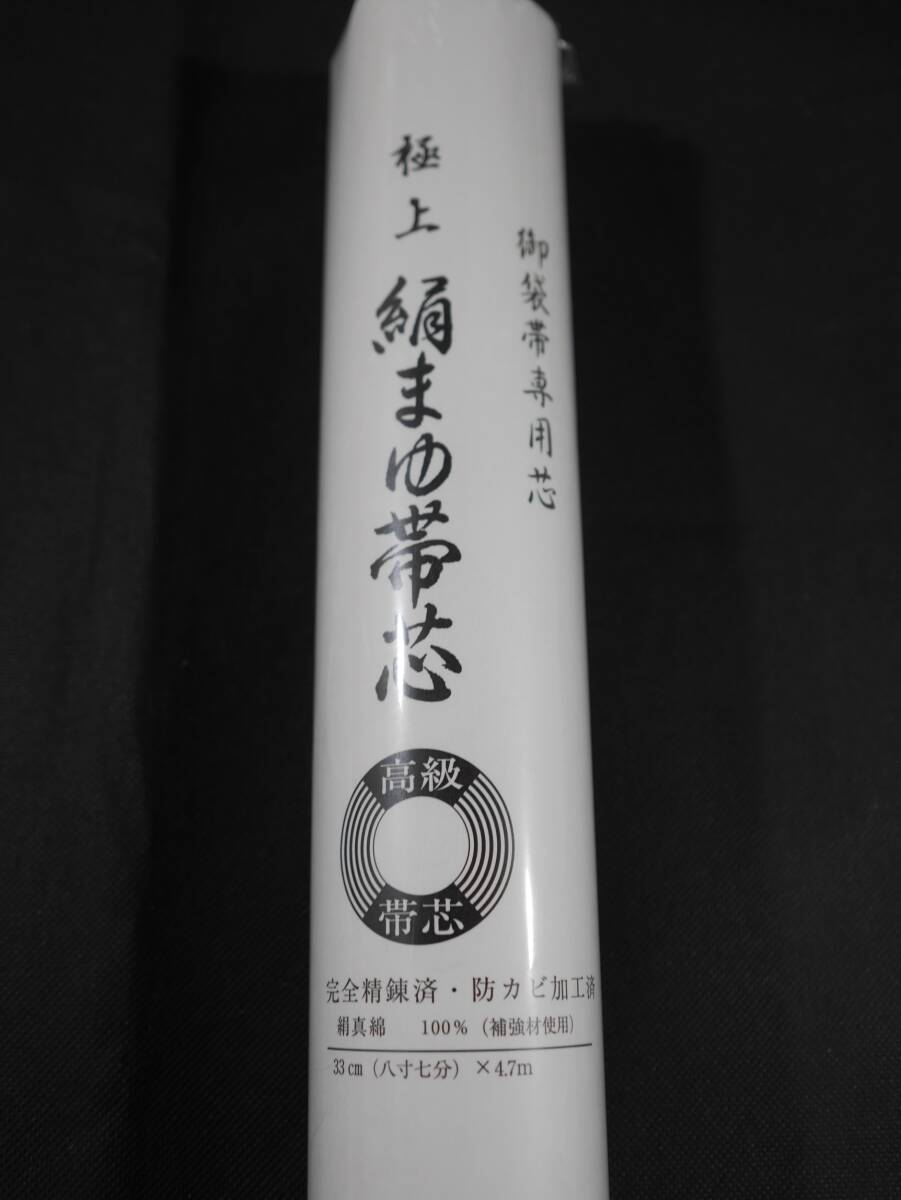 御袋帯専用芯
極上 絹まゆ帯芯
高級
帯芯
完全精錬済・防カビ加工済
絹真綿 100% (補強材使用)
33cm (八寸七分) ×4.7m